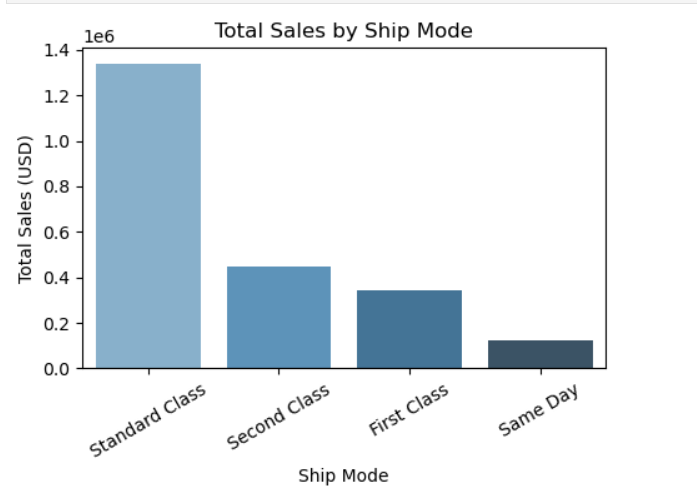 Total Sales by Ship Mode
1e6
1.4
1.2
1.0
0.8
0.6
0.4
0.2
0.0
Total Sales (USD)
Standard Class
Second Class
First Class
Same Day
Ship Mode